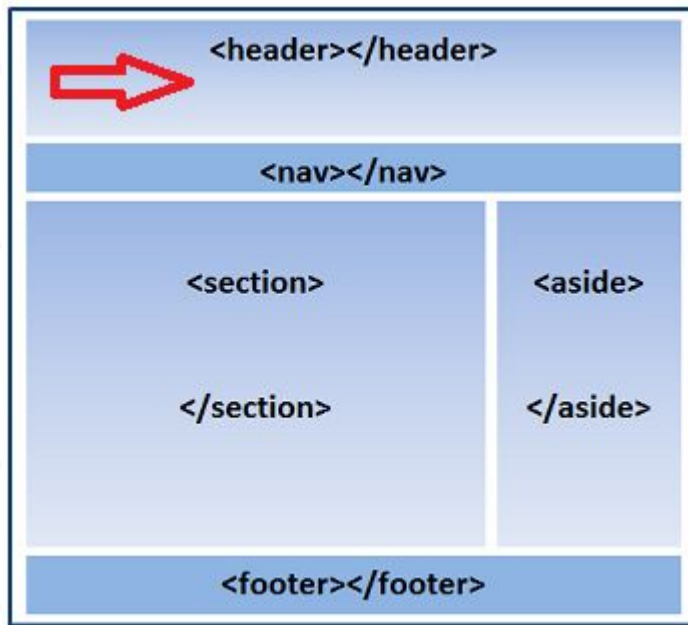 <header></header>
<nav></nav>
<section>
</section>
<aside>
</aside>
<footer></footer>